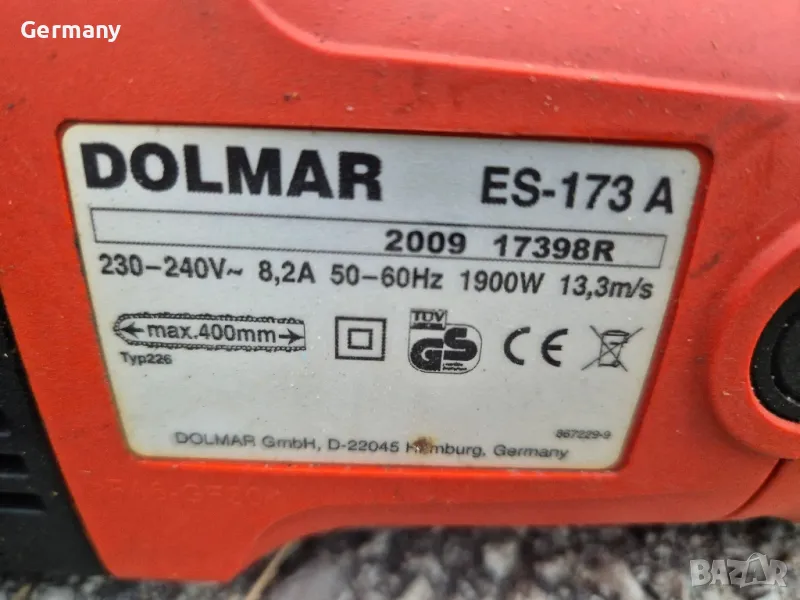 Germany
DOLMAR ES-173 A
2009 17398R
230-240V~ 8,2A 50-60Hz 1900W 13,3m/s
max.400mm
Typ226
TÜV
GS
CE
867229-9
DOLMAR GmbH, D-22045 Hamburg, Germany
BAZAR